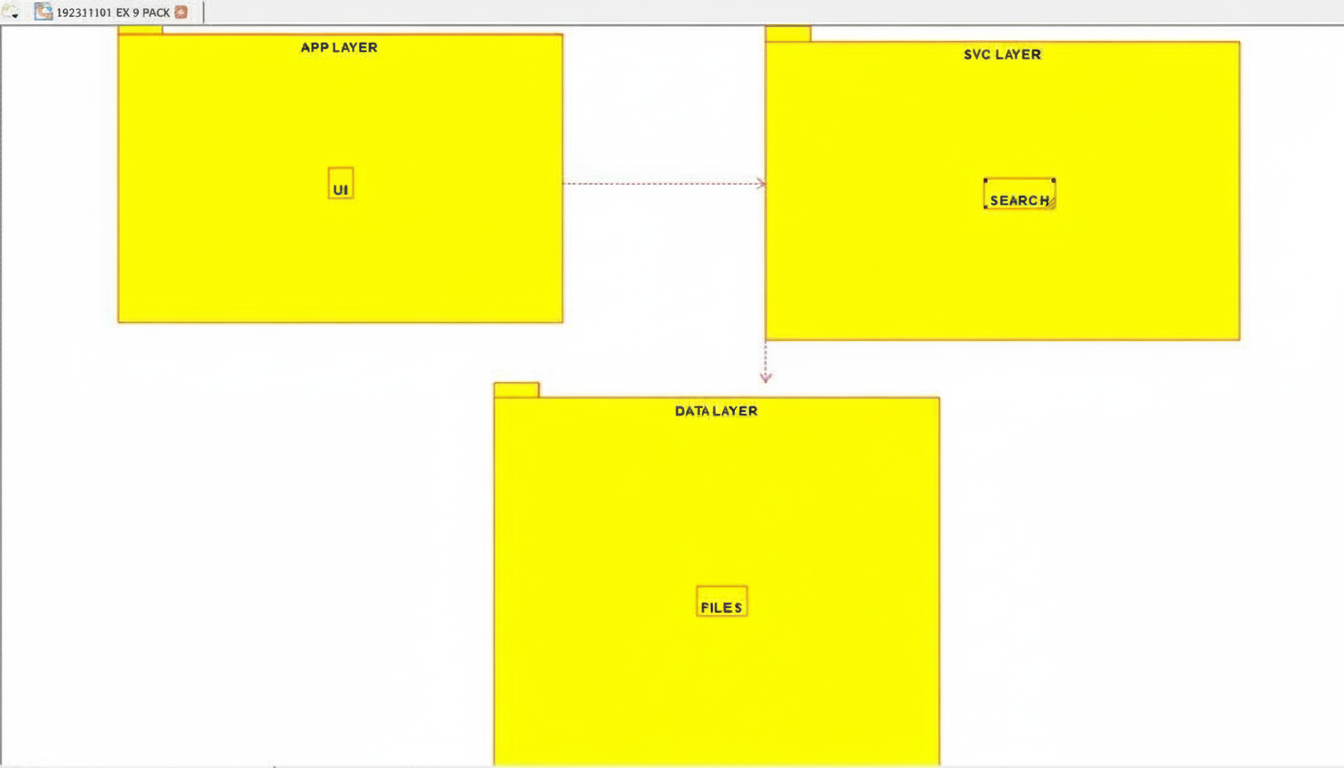 192311101 EX 9 PACK
APP LAYER
SVC LAYER
UI
SEARCH
DATA LAYER
FILES